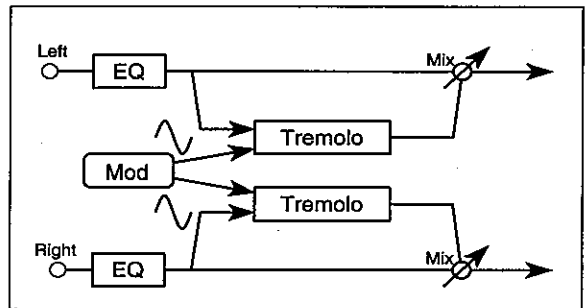 Left
EQ
Mix
Tremolo
Mod
Tremolo
Right
EQ
Mix